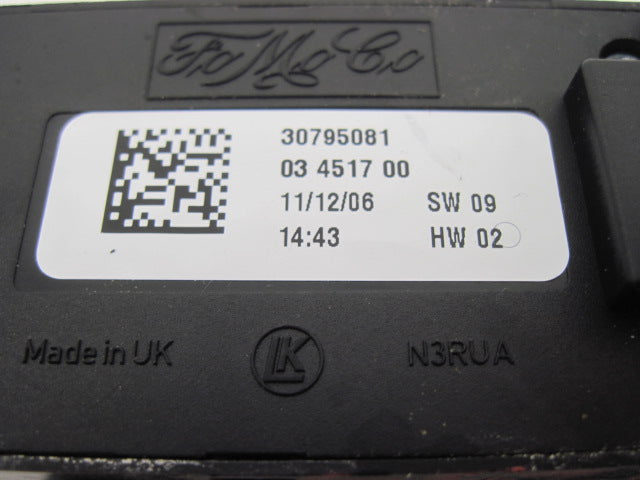 FoMoCo
30795081
03 4517 00
11/12/06 SW 09
14:43 HW 02
Made in UK LK N3RUA